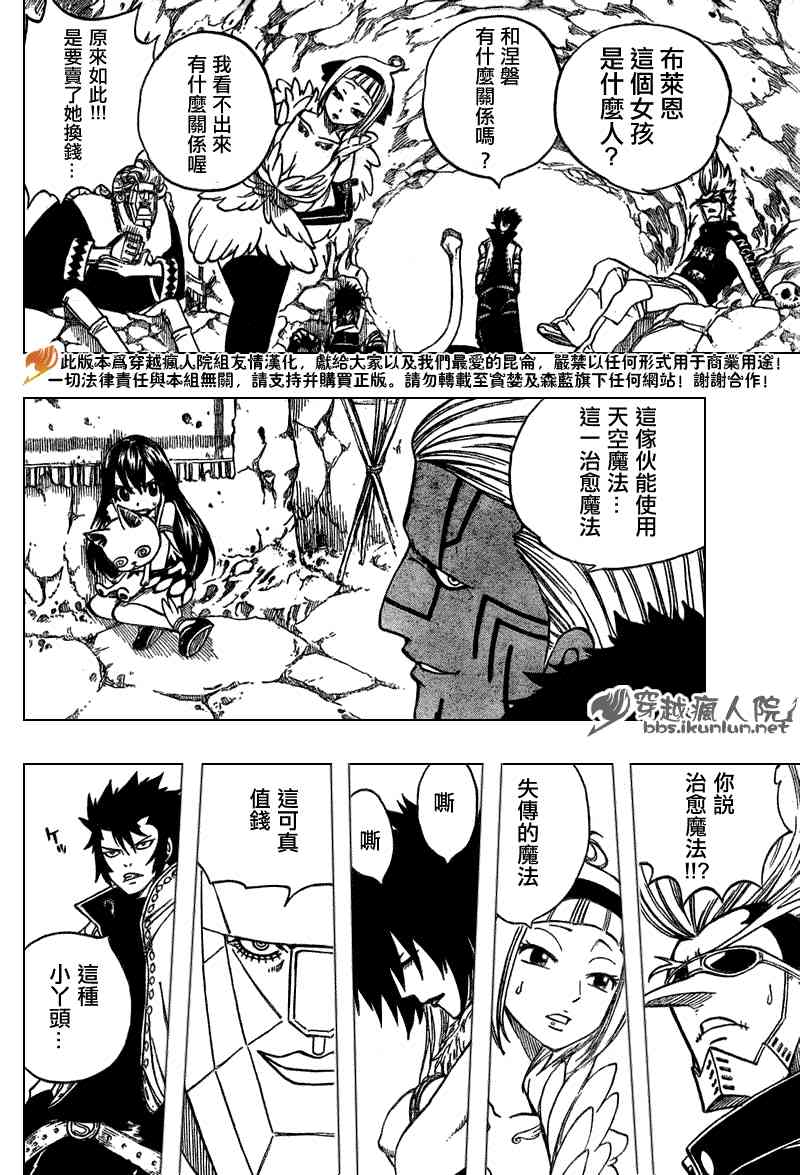 布萊恩
這個女孩
是什麼人？
和涅磐
有什麼關係嗎？
我看不出來
有什麼關係喔
原來如此!!!
是要賣了她換錢…
此版本爲穿越瘋人院組友情漢化，獻給大家以及我們最愛的昆侖，嚴禁以任何形式用于商業用途！
一切法律責任與本組無關，請支持并購買正版。請勿轉載至貪婪及森藍旗下任何網站！謝謝合作！
這傢伙能使用
天空魔法…
這一治愈魔法
穿越瘋人院
bbs.ikunlun.net
你説
治愈魔法!!?
失傳的魔法
嘶
嘶
這可真
值錢
ケッ
這種
小丫頭…